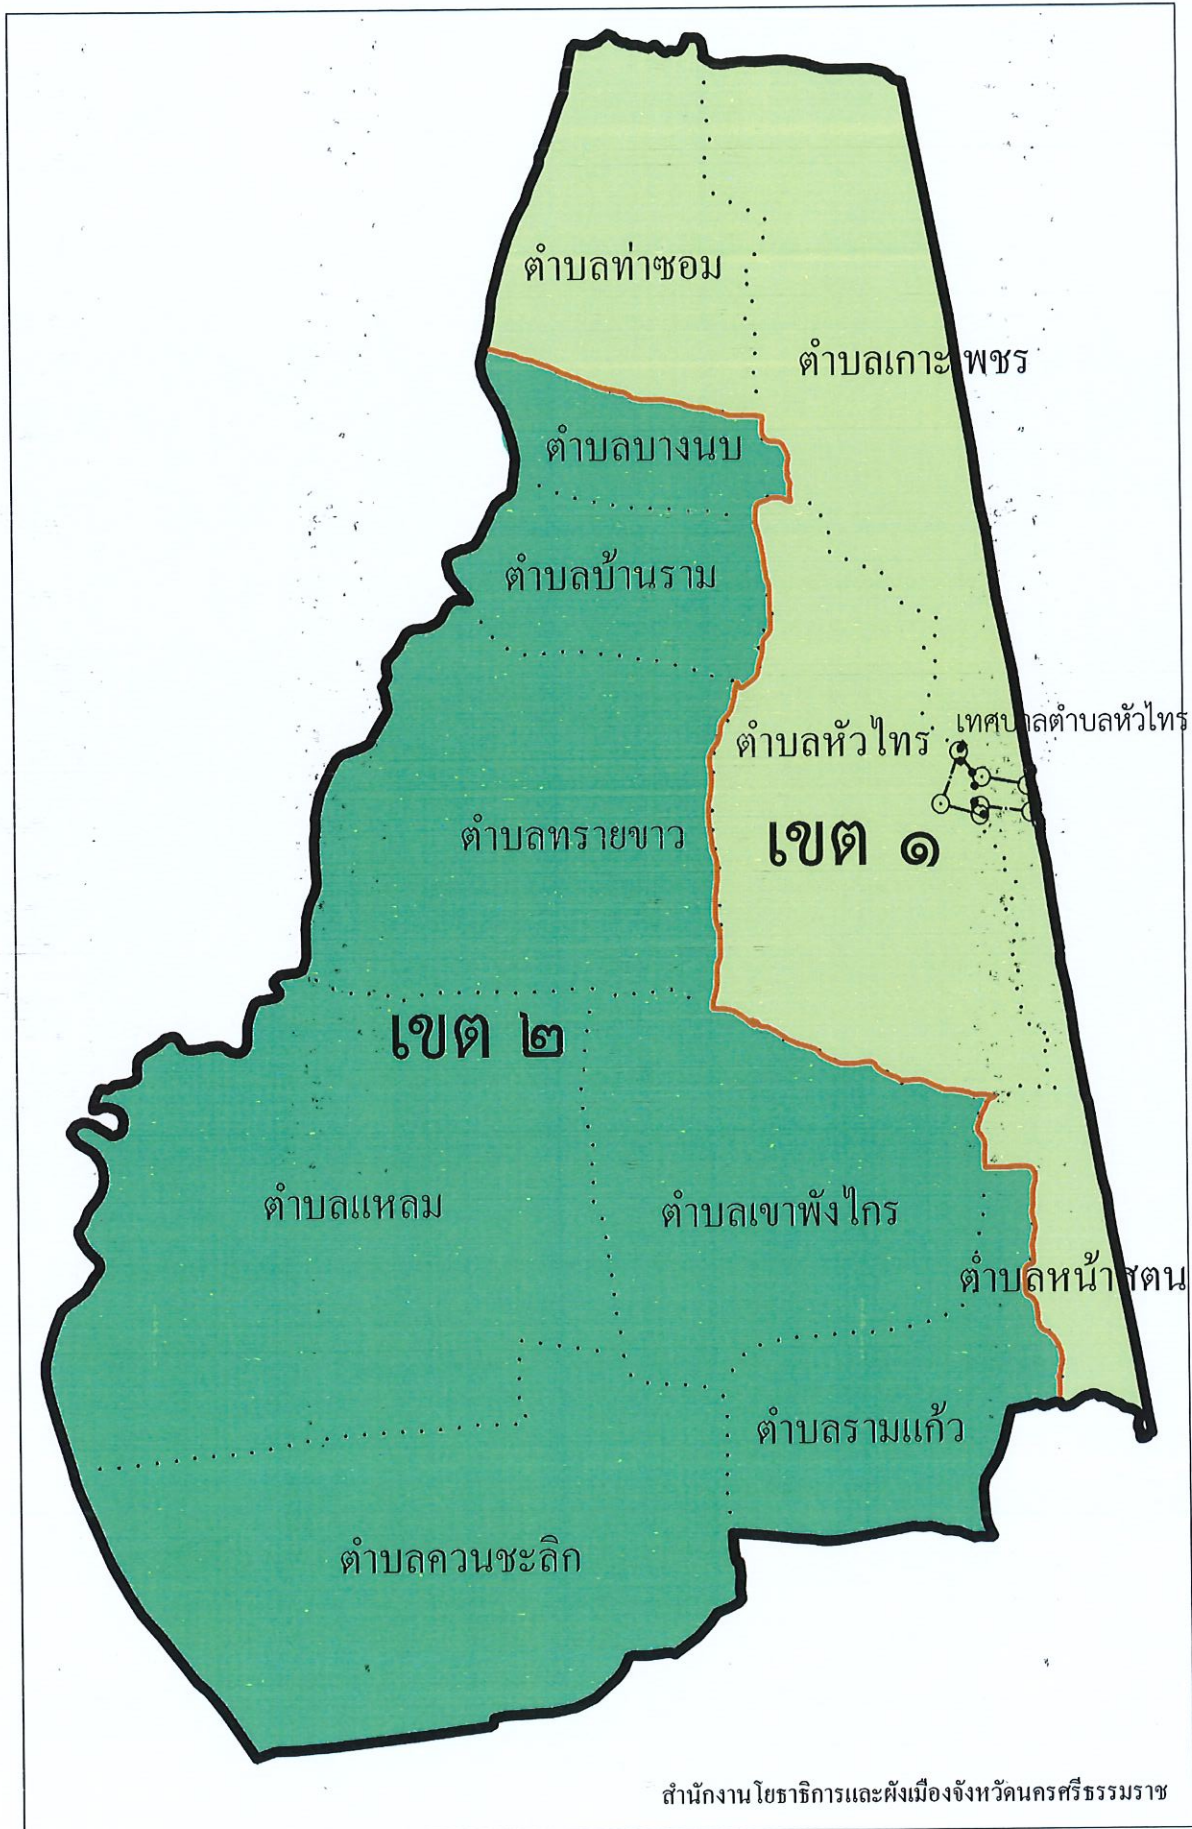 ตำบลท่าซอม
ตำบลเกาะเพชร
ตำบลบางนบ
ตำบลบ้านราม
เทศบาลตำบลหัวไทร
ตำบลหัวไทร
ตำบลทรายขาว
เขต ๑
เขต ๒
ตำบลแหลม
ตำบลเขาพังไกร
ตำบลหน้าสตน
ตำบลรามแก้ว
ตำบลควนชะลิก
สำนักงานโยธาธิการและผังเมืองจังหวัดนครศรีธรรมราช